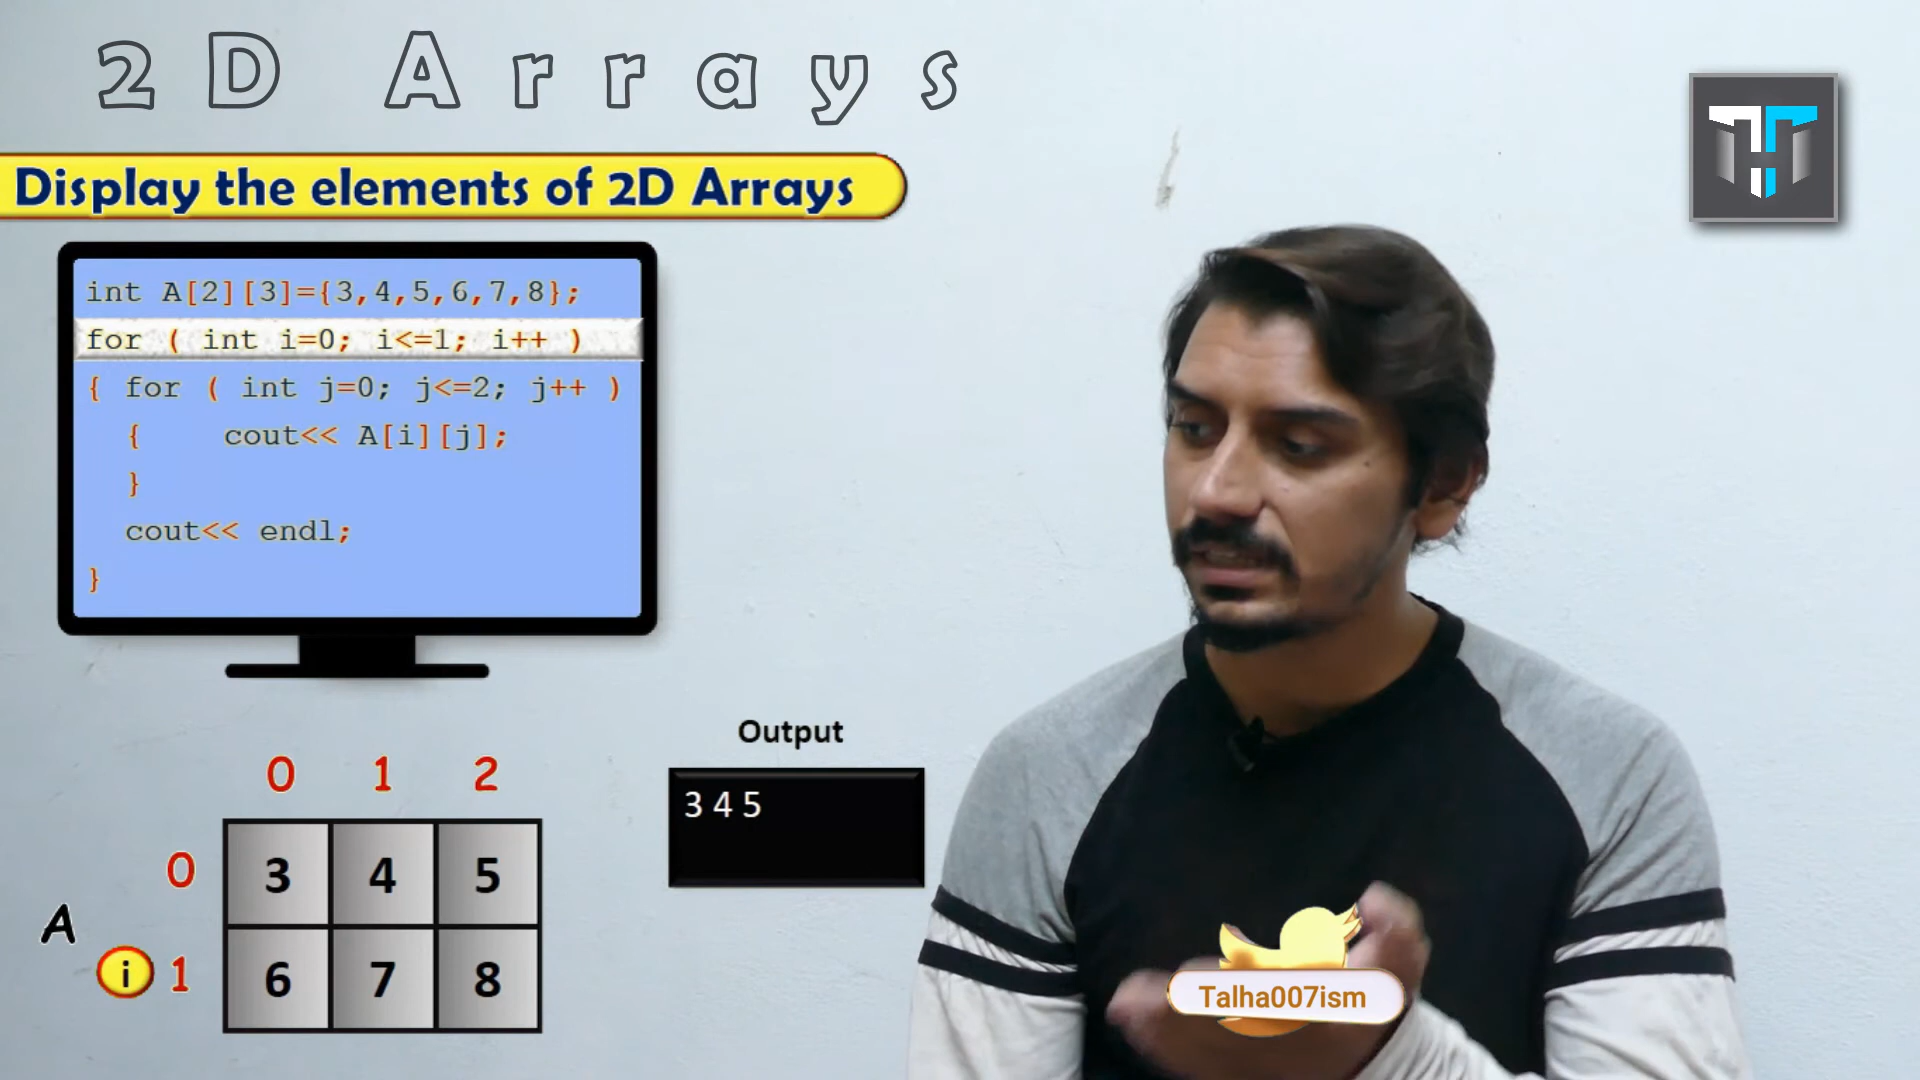 2D Arrays
Display the elements of 2D Arrays
int A[2][3]={3,4,5,6,7,8};
for ( int i=0; i<=1; i++ )
{ for ( int j=0; j<=2; j++ )
{ cout<< A[i][j];
}
cout<< endl;
}
Output
3 4 5
0 1 2
0 3 4 5
A
i 1 6 7 8
Talha007ism